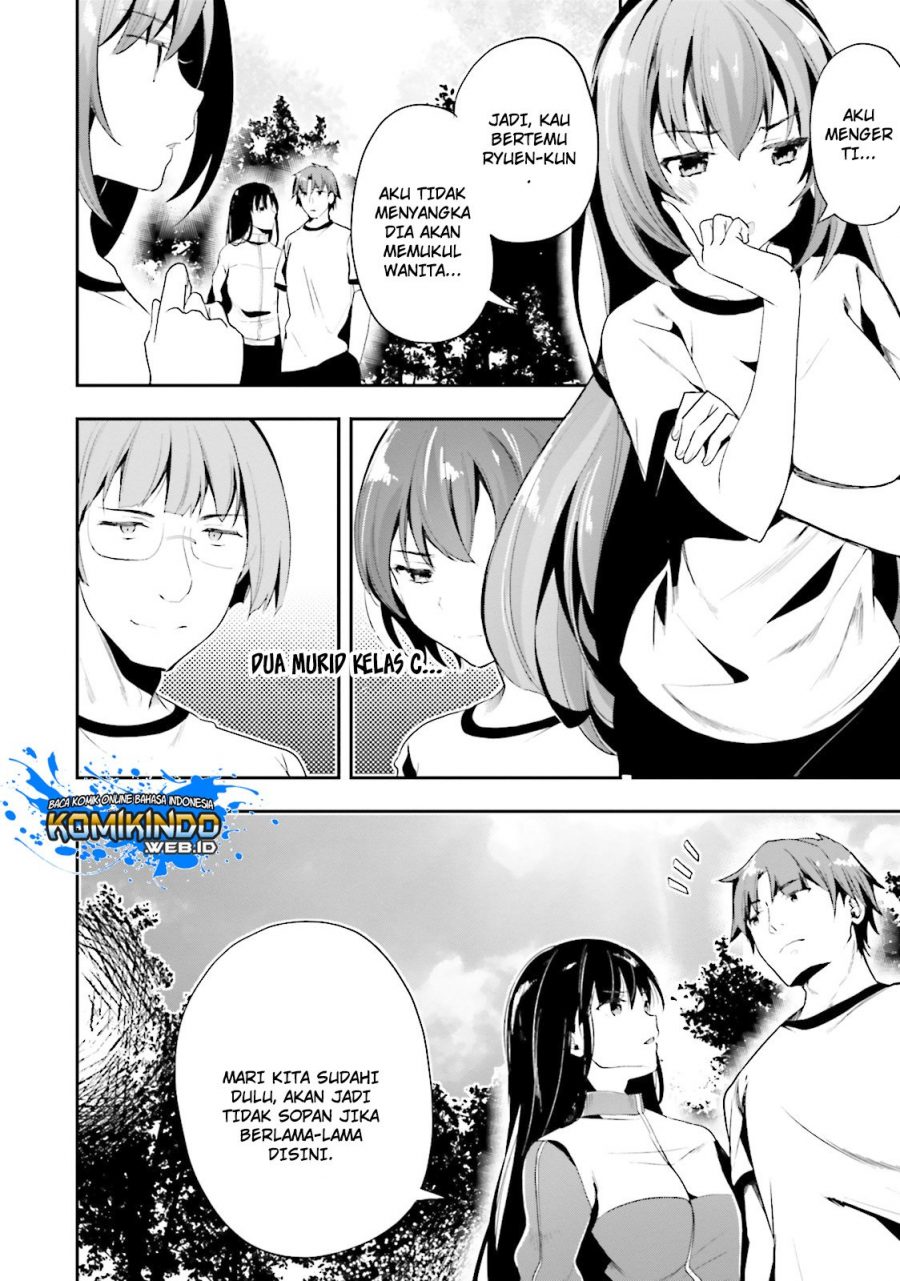 AKU
MENGER
TI...
JADI, KAU
BERTEMU
RYUEN-KUN
.
AKU TIDAK
MENYANGKA
DIA AKAN
MEMUKUL
WANITA...
DUA MURID KELAS C...
BACA KOMIK ONLINE BAHASA INDONESIA
KOMIKINDO
.WEB.ID
MARI KITA SUDAHI
DULU, AKAN JADI
TIDAK SOPAN JIKA
BERLAMA-LAMA
DISINI.